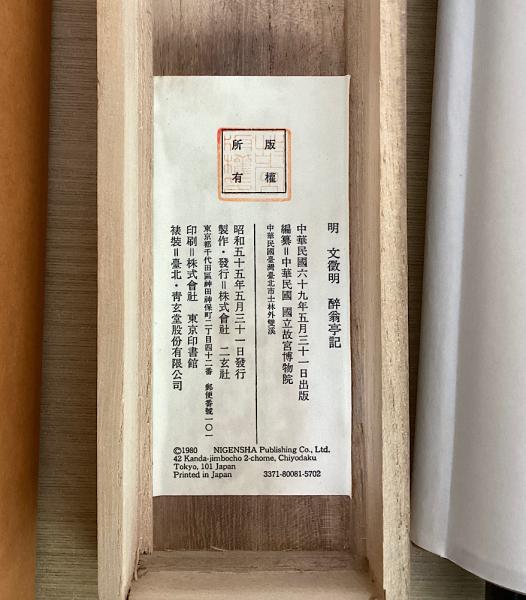 版權
所有
明 文徵明 醉翁亭記
中華民國六十九年五月三十一日出版
編纂＝中華民國 國立故宮博物院
中華民國臺灣臺北市士林外雙溪
昭和五十五年五月三十一日發行
製作・發行＝株式會社 二玄社
東京都千代田區神田神保町二丁目四十二番 郵便番號一〇一
印刷＝株式會社 東京印書館
裱裝＝臺北・青玄堂股份有限公司
©1980 NIGENSHA Publishing Co., Ltd.
42 Kanda-jimbocho 2-chome, Chiyodaku
Tokyo, 101 Japan
Printed in Japan 3371-80081-5702